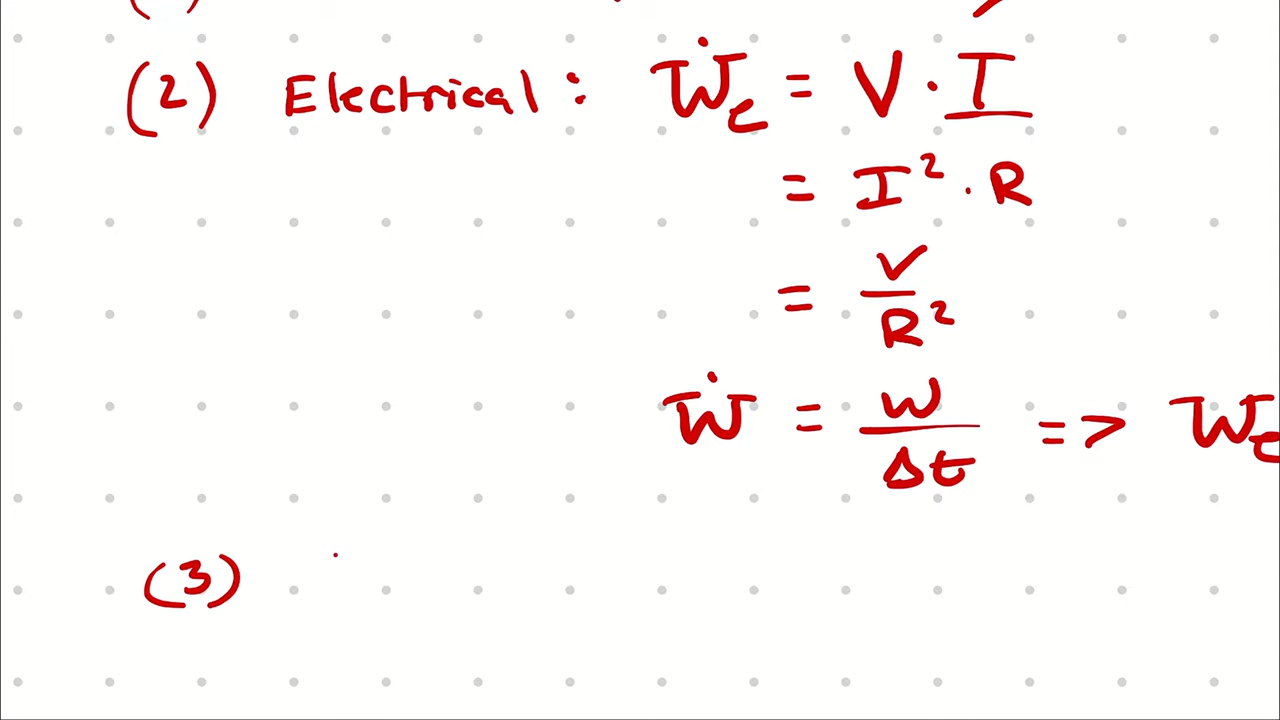 (2) Electrical : Ẇe = V · I
= I² · R
= V / R²
Ẇ = W / Δt => We
(3)